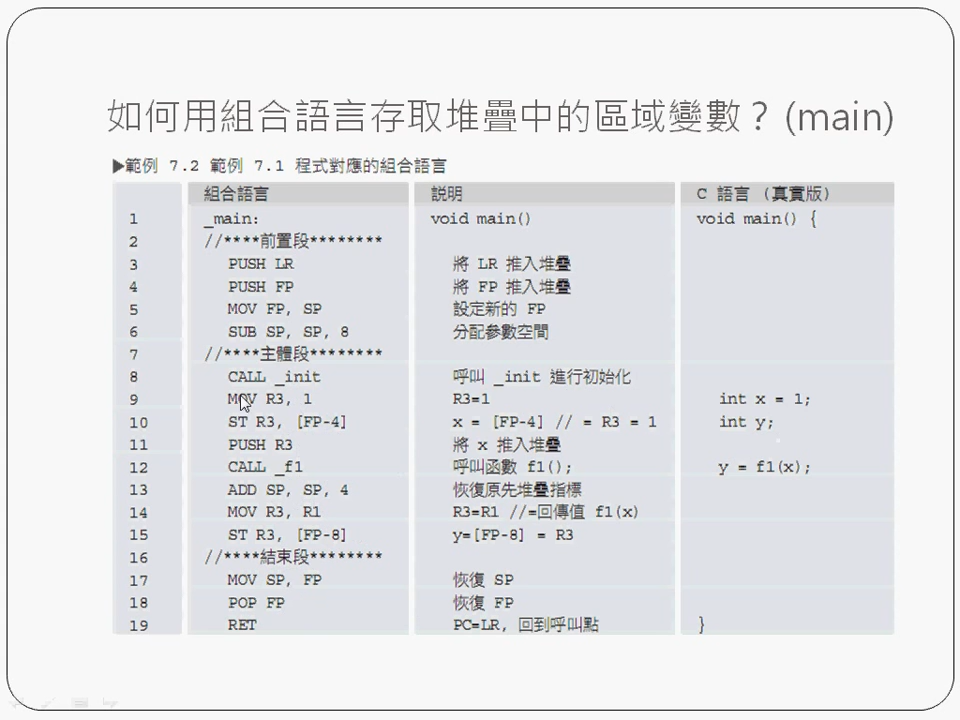 如何用組合語言存取堆疊中的區域變數？(main)
▶範例 7.2 範例 7.1 程式對應的組合語言
組合語言 說明 C 語言 (真實版)
1 _main: void main() void main() {
2 //****前置段********
3 PUSH LR 將 LR 推入堆疊
4 PUSH FP 將 FP 推入堆疊
5 MOV FP, SP 設定新的 FP
6 SUB SP, SP, 8 分配參數空間
7 //****主體段********
8 CALL _init 呼叫 _init 進行初始化
9 MOV R3, 1 R3=1 int x = 1;
10 ST R3, [FP-4] x = [FP-4] // = R3 = 1 int y;
11 PUSH R3 將 x 推入堆疊
12 CALL _f1 呼叫函數 f1(); y = f1(x);
13 ADD SP, SP, 4 恢復原先堆疊指標
14 MOV R3, R1 R3=R1 //=回傳值 f1(x)
15 ST R3, [FP-8] y=[FP-8] = R3
16 //****結束段********
17 MOV SP, FP 恢復 SP
18 POP FP 恢復 FP
19 RET PC=LR, 回到呼叫點 }